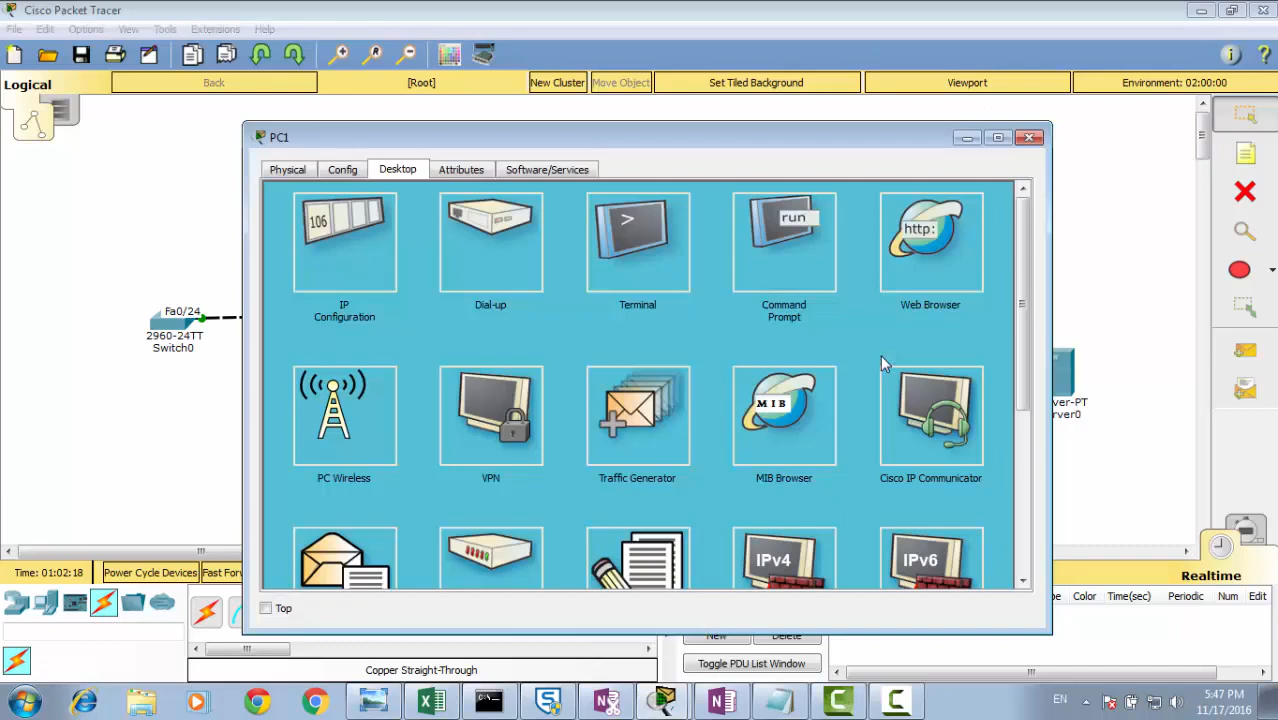 Cisco Packet Tracer
File Edit Options View Tools Extensions Help
Logical Back [Root] New Cluster Move Object Set Tiled Background Viewport Environment: 02:00:00
PC1
Physical Config Desktop Attributes Software/Services
106
>
run
http:
IP
Configuration
Dial-up
Terminal
Command
Prompt
Web Browser
Fa0/24
2960-24TT
Switch0
MIB
PC Wireless
VPN
Traffic Generator
MIB Browser
Cisco IP Communicator
ver-PT
erver0
IPv4
IPv6
Time: 01:02:18 Power Cycle Devices Fast For
Realtime
Top
pe Color Time(sec) Periodic Num Edit
New Delete
Toggle PDU List Window
Copper Straight-Through
EN
5:47 PM
11/17/2016